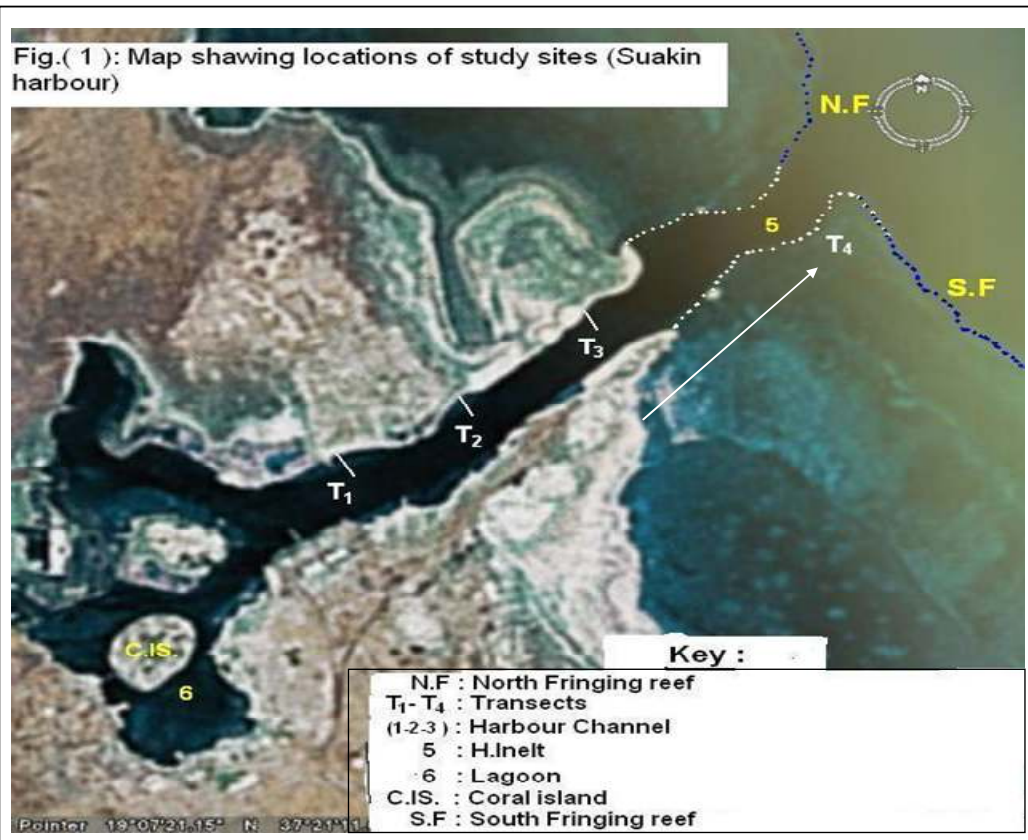 Fig.( 1 ): Map shawing locations of study sites (Suakin
harbour)
N
N.F
5
T4
S.F
T3
T2
T1
C.IS.
6
Key :
N.F : North Fringing reef
T1- T4 : Transects
(1-2-3 ) : Harbour Channel
5 : H.Inelt
6 : Lagoon
C.IS. : Coral island
S.F : South Fringing reef
Pointer 19°07'21.15" N 37°21'11